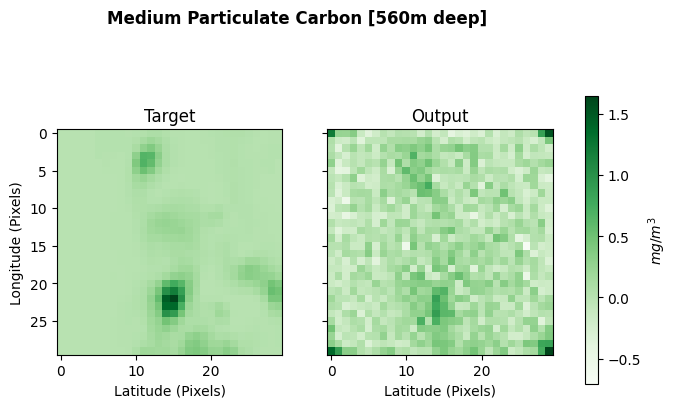 Medium Particulate Carbon [560m deep]
Target
Output
0
5
10
15
20
25
Longitude (Pixels)
0
10
20
Latitude (Pixels)
0
10
20
Latitude (Pixels)
1.5
1.0
0.5
0.0
−0.5
mg/m³